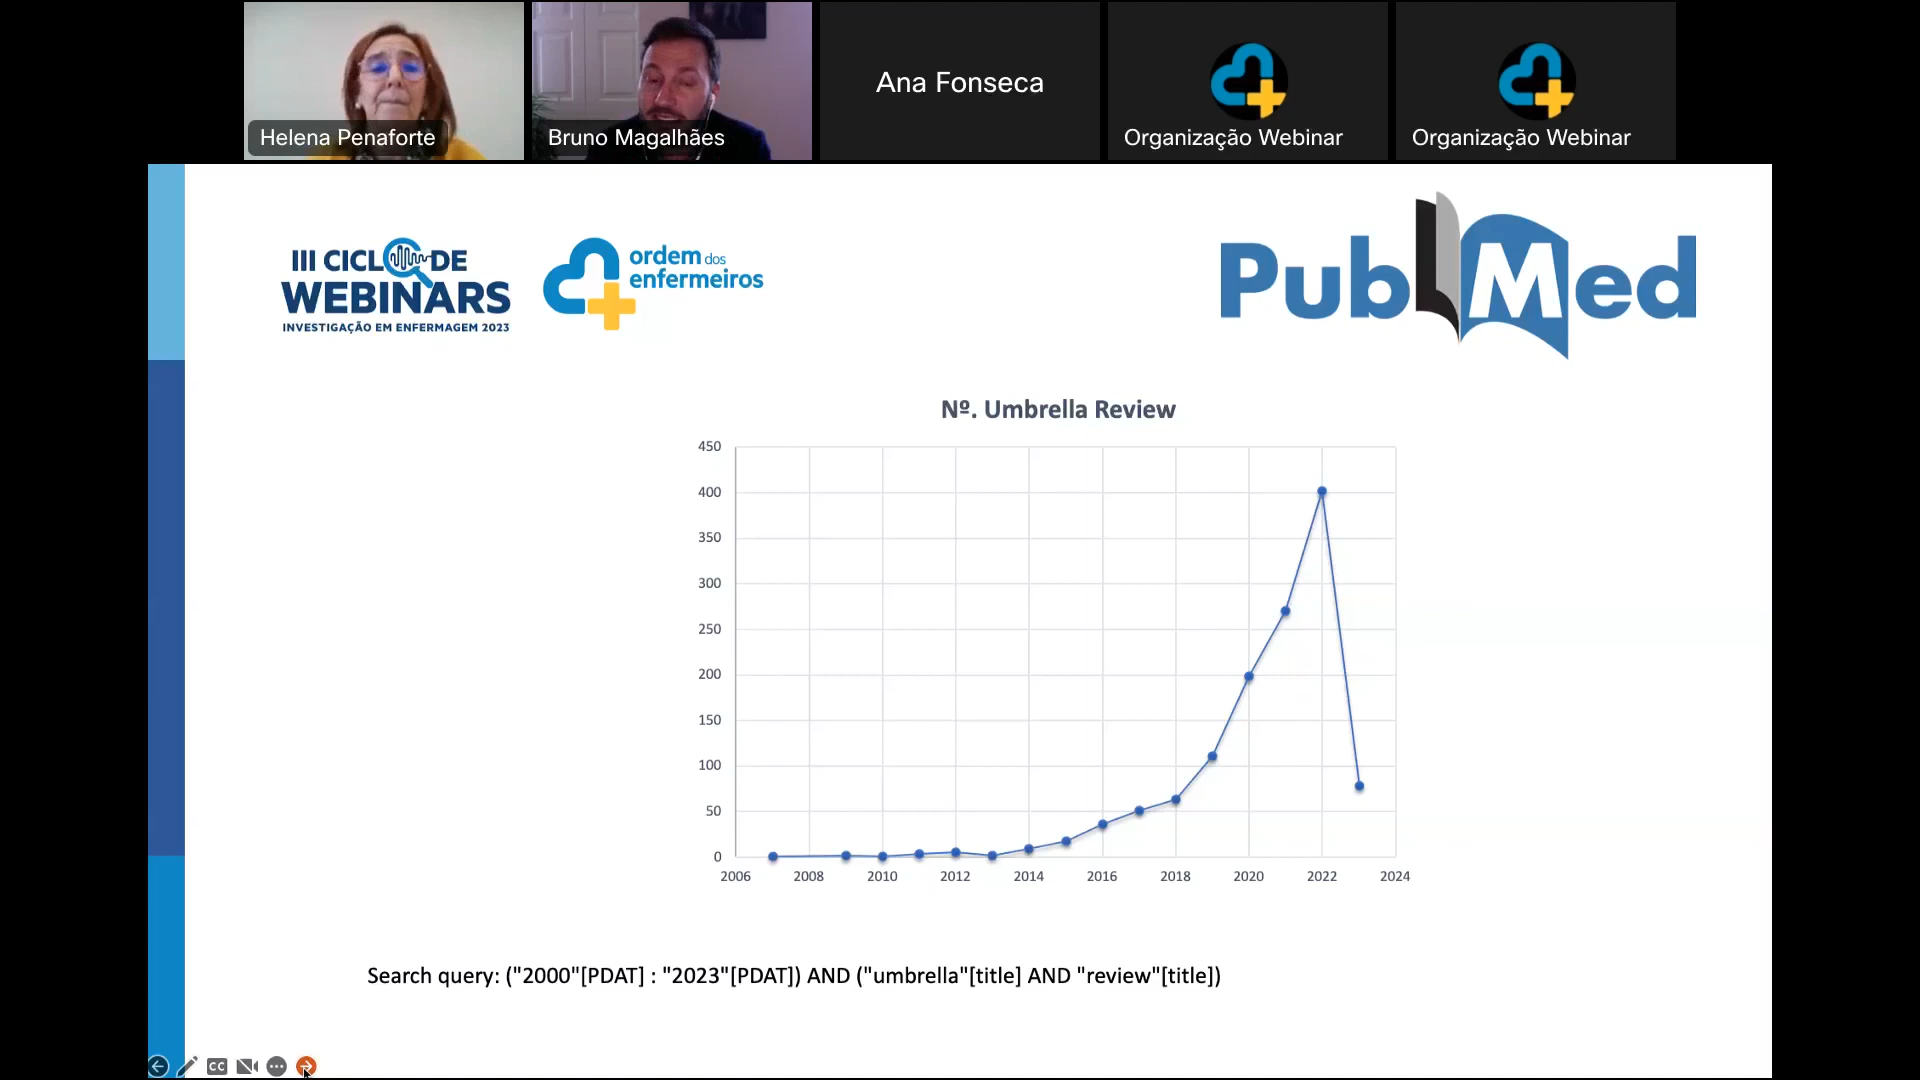 Helena Penaforte
Bruno Magalhães
Ana Fonseca
Organização Webinar
Organização Webinar
III CICLO DE
WEBINARS
INVESTIGAÇÃO EM ENFERMAGEM 2023
ordem dos
enfermeiros
PubMed
Nº. Umbrella Review
450
400
350
300
250
200
150
100
50
0
2006 2008 2010 2012 2014 2016 2018 2020 2022 2024
Search query: ("2000"[PDAT] : "2023"[PDAT]) AND ("umbrella"[title] AND "review"[title])
CC